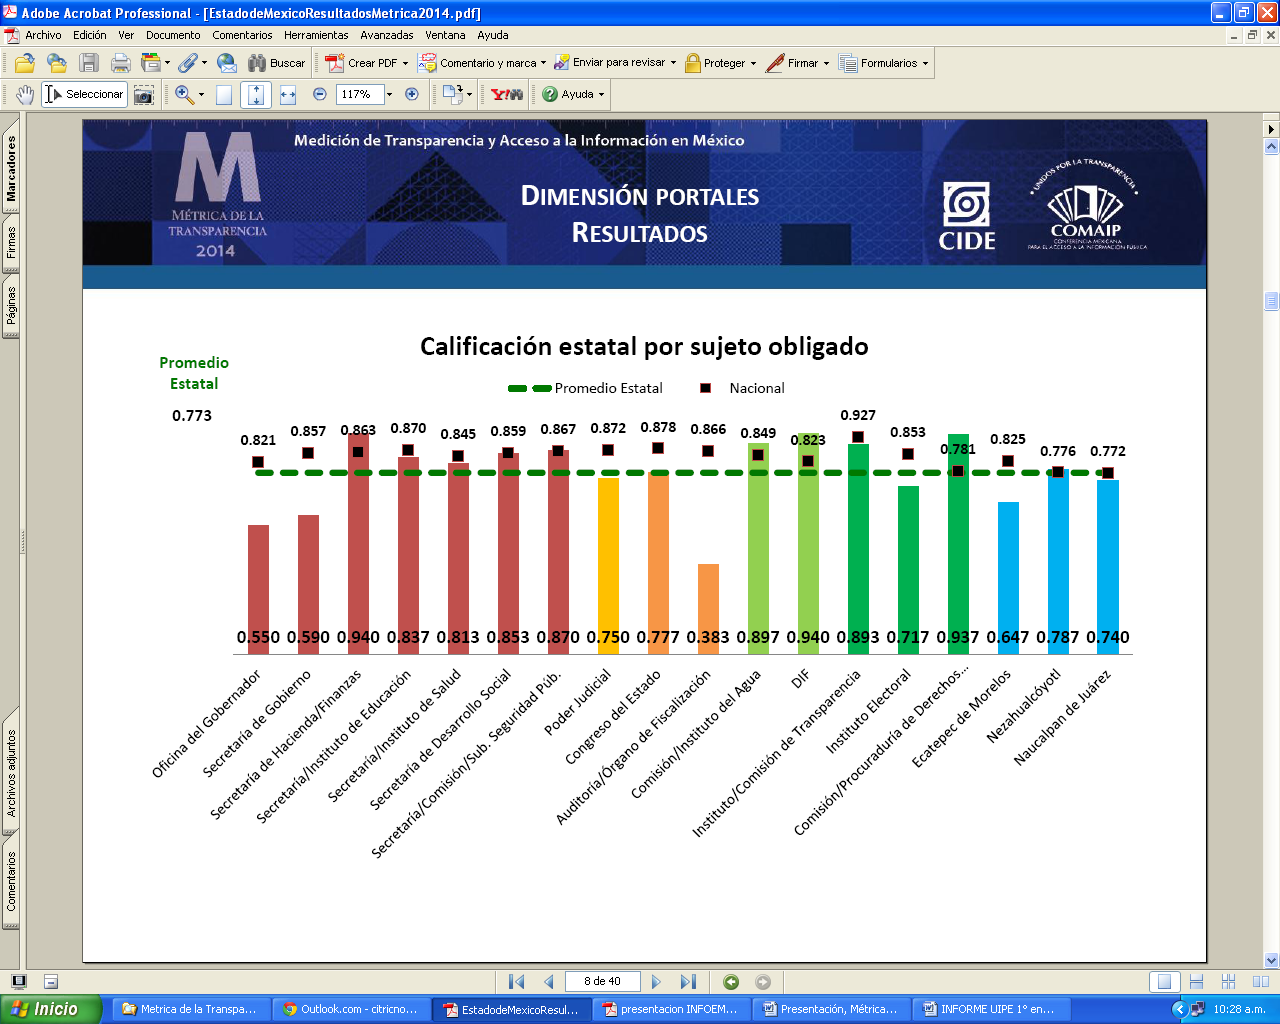 Adobe Acrobat Professional - [EstadodeMexicoResultadosMetrica2014.pdf]
Archivo Edición Ver Documento Comentarios Herramientas Avanzadas Ventana Ayuda
Buscar Crear PDF Comentario y marca Enviar para revisar Proteger Firmar Formularios
Seleccionar 117% Y! Ayuda
Marcadores
Firmas
Páginas
Archivos adjuntos
Comentarios
Medición de Transparencia y Acceso a la Información en México
M
MÉTRICA DE LA
TRANSPARENCIA
2014
DIMENSIÓN PORTALES
RESULTADOS
CIDE
UNIDOS POR LA TRANSPARENCIA
COMAIP
CONFERENCIA MEXICANA
PARA EL ACCESO A LA INFORMACIÓN PÚBLICA
Calificación estatal por sujeto obligado
Promedio
Estatal
0.773
Promedio Estatal Nacional
0.821 0.857 0.863 0.870 0.845 0.859 0.867 0.872 0.878 0.866 0.849 0.823 0.927 0.853 0.781 0.825 0.776 0.772
0.550 0.590 0.940 0.837 0.813 0.853 0.870 0.750 0.777 0.383 0.897 0.940 0.893 0.717 0.937 0.647 0.787 0.740
Oficina del Gobernador
Secretaría de Gobierno
Secretaría de Hacienda/Finanzas
Secretaría/Instituto de Educación
Secretaría/Instituto de Salud
Secretaría de Desarrollo Social
Secretaría/Comisión/Sub. Seguridad Púb.
Poder Judicial
Congreso del Estado
Auditoría/Órgano de Fiscalización
Comisión/Instituto del Agua
DIF
Instituto/Comisión de Transparencia
Instituto Electoral
Comisión/Procuraduría de Derechos...
Ecatepec de Morelos
Nezahualcóyotl
Naucalpan de Juárez
8 de 40
Inicio Metrica de la Transpa... Outlook.com - citricno... EstadodeMexicoResul... presentacion INFOEM... Presentación, Métrica... INFORME UIPE 1° en... 10:28 a.m.